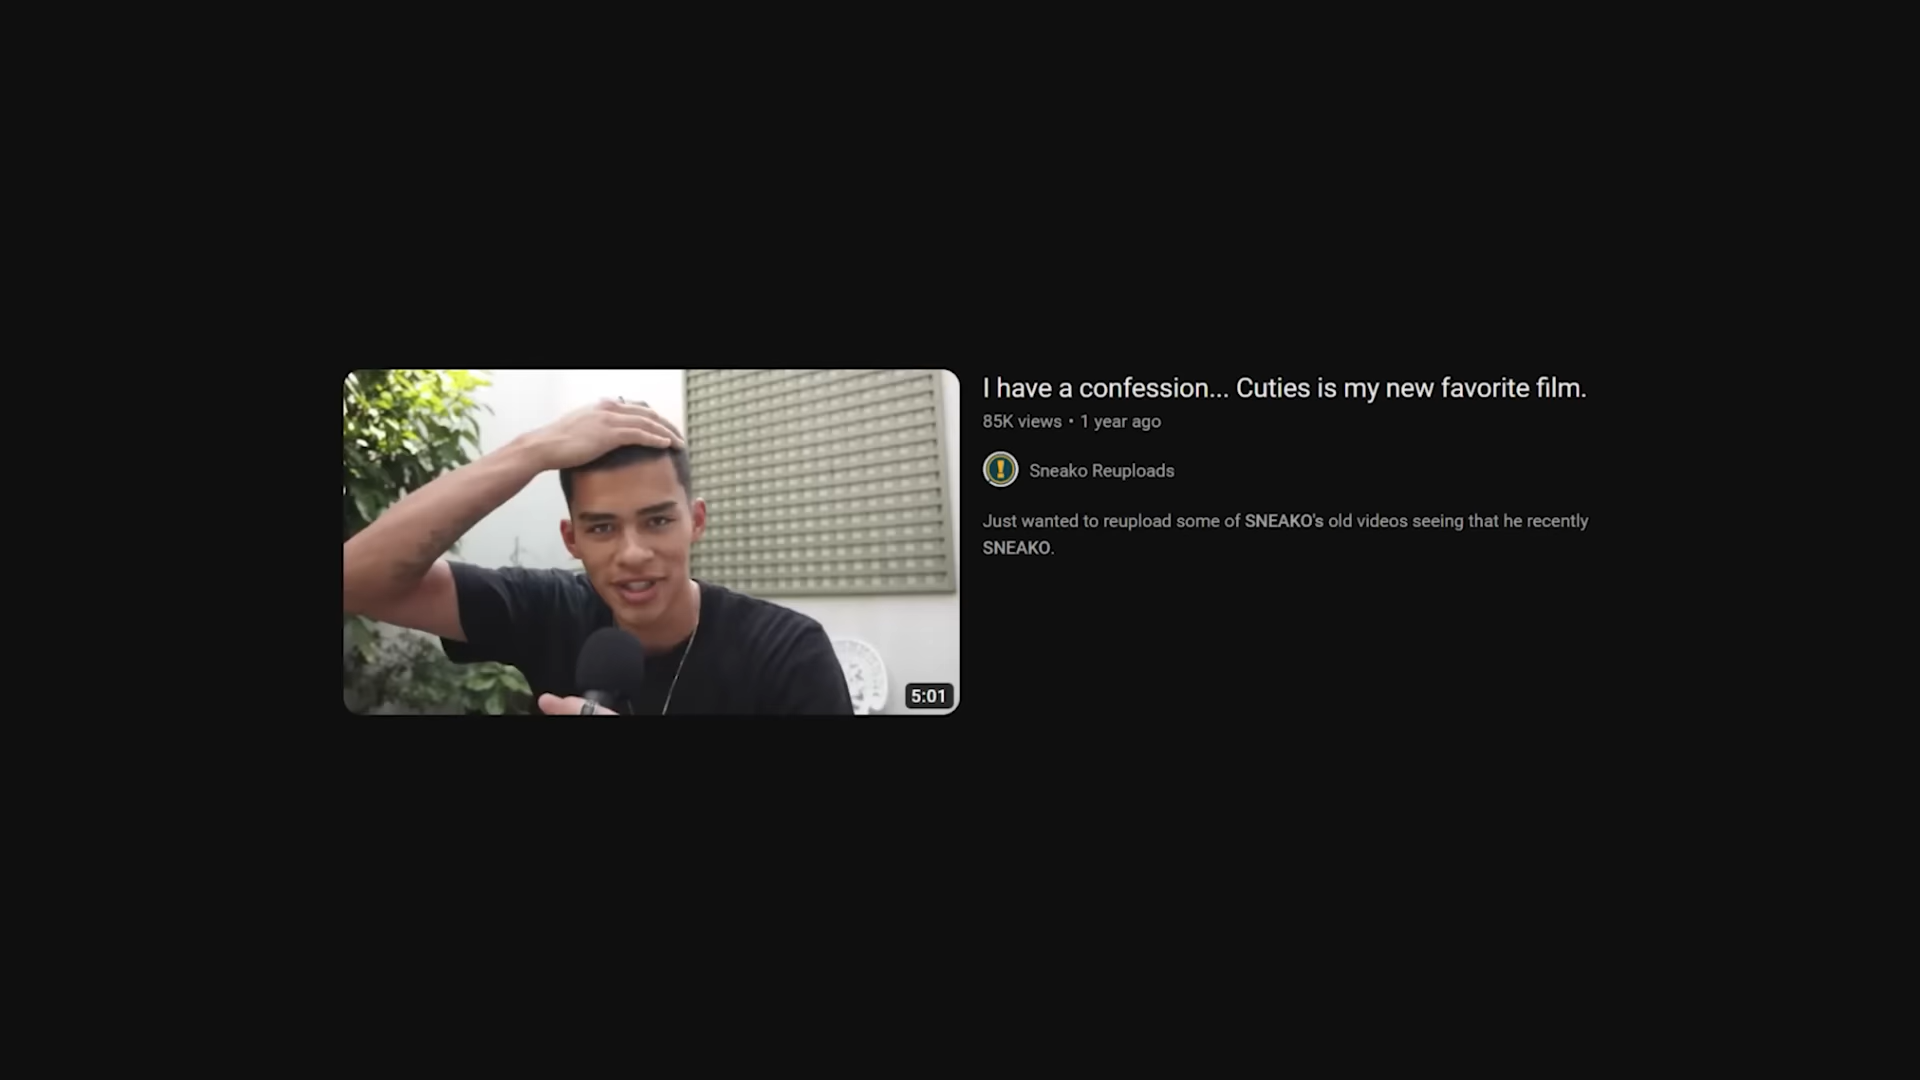 I have a confession... Cuties is my new favorite film.
85K views • 1 year ago
Sneako Reuploads
Just wanted to reupload some of SNEAKO's old videos seeing that he recently
SNEAKO.
5:01